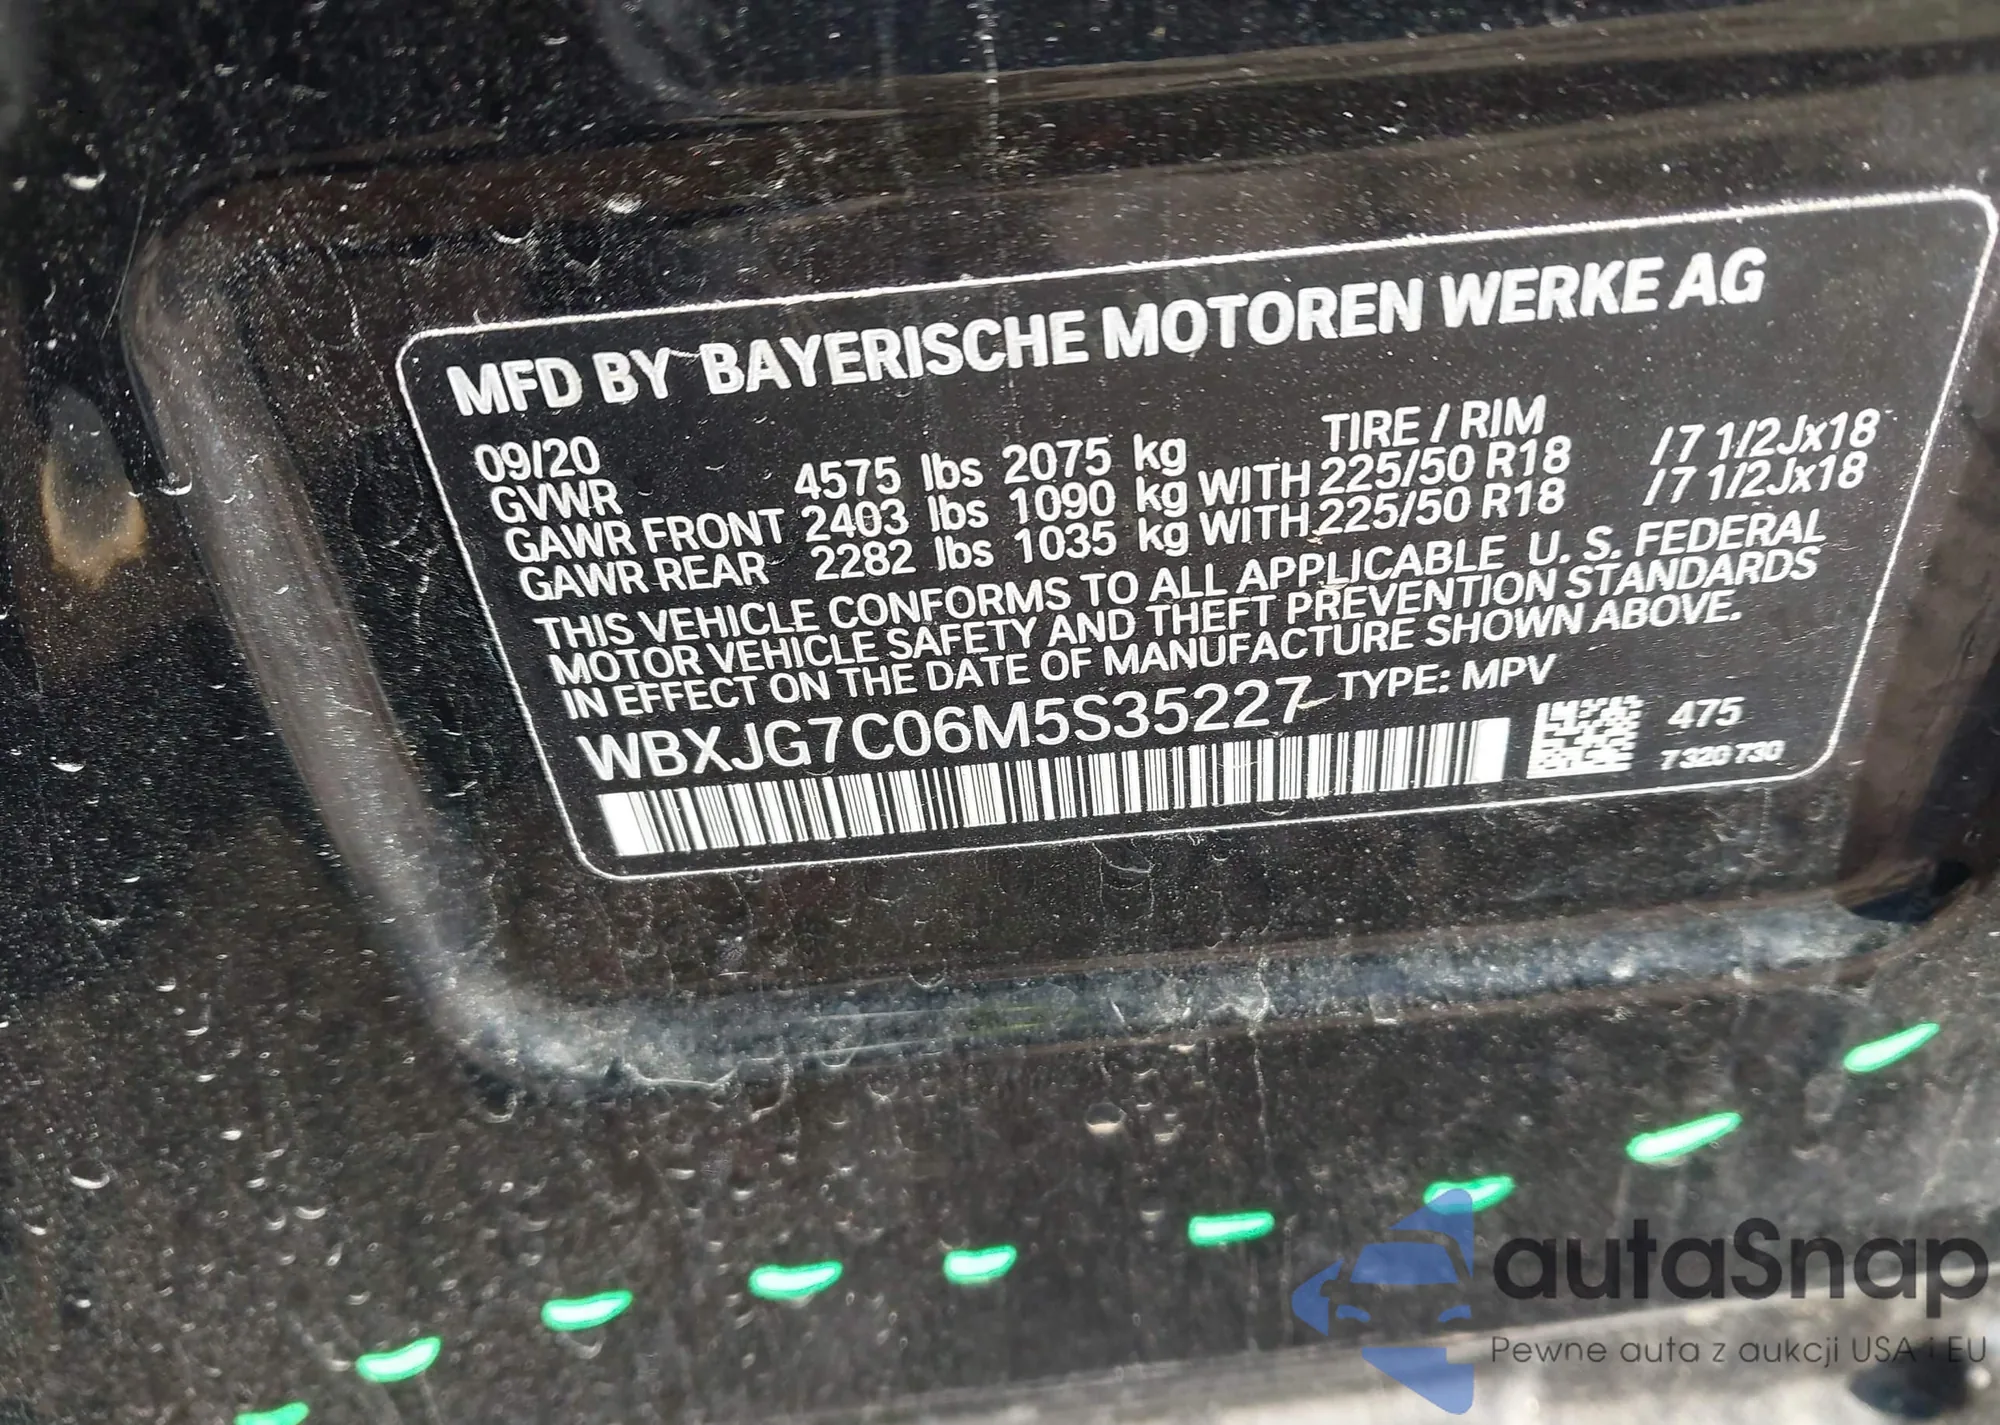 MFD BY BAYERISCHE MOTOREN WERKE AG
09/20 TIRE / RIM
GVWR 4575 lbs 2075 kg
GAWR FRONT 2403 lbs 1090 kg WITH 225/50 R18 / 7 1/2Jx18
GAWR REAR 2282 lbs 1035 kg WITH 225/50 R18 / 7 1/2Jx18
THIS VEHICLE CONFORMS TO ALL APPLICABLE U. S. FEDERAL
MOTOR VEHICLE SAFETY AND THEFT PREVENTION STANDARDS
IN EFFECT ON THE DATE OF MANUFACTURE SHOWN ABOVE.
WBXJG7C06M5S35227 TYPE: MPV
475
7 320 730
autaSnap
Pewne auta z aukcji USA i EU